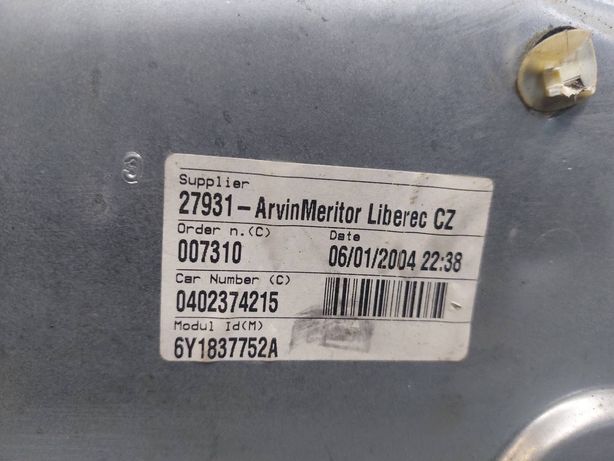 3
Supplier
27931-ArvinMeritor Liberec CZ
Order n.(C) Date
007310 06/01/2004 22:38
Car Number (C)
0402374215
Modul Id(M)
6Y1837752A